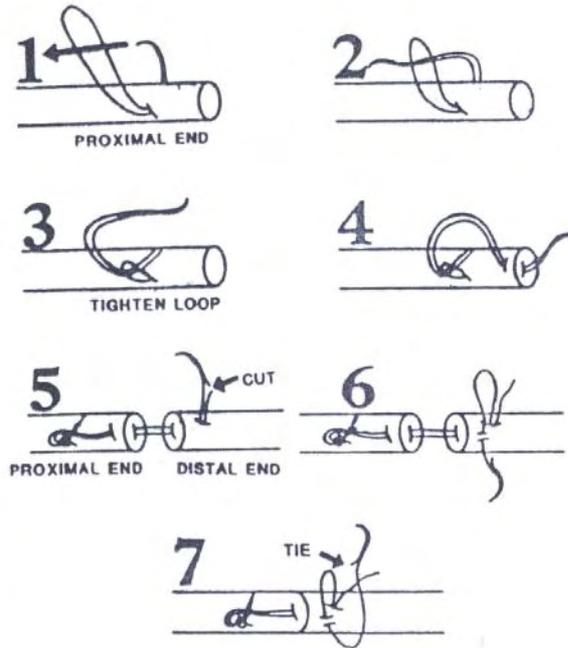 1
2
PROXIMAL END
3
4
TIGHTEN LOOP
5
CUT
6
PROXIMAL END
DISTAL END
7
TIE